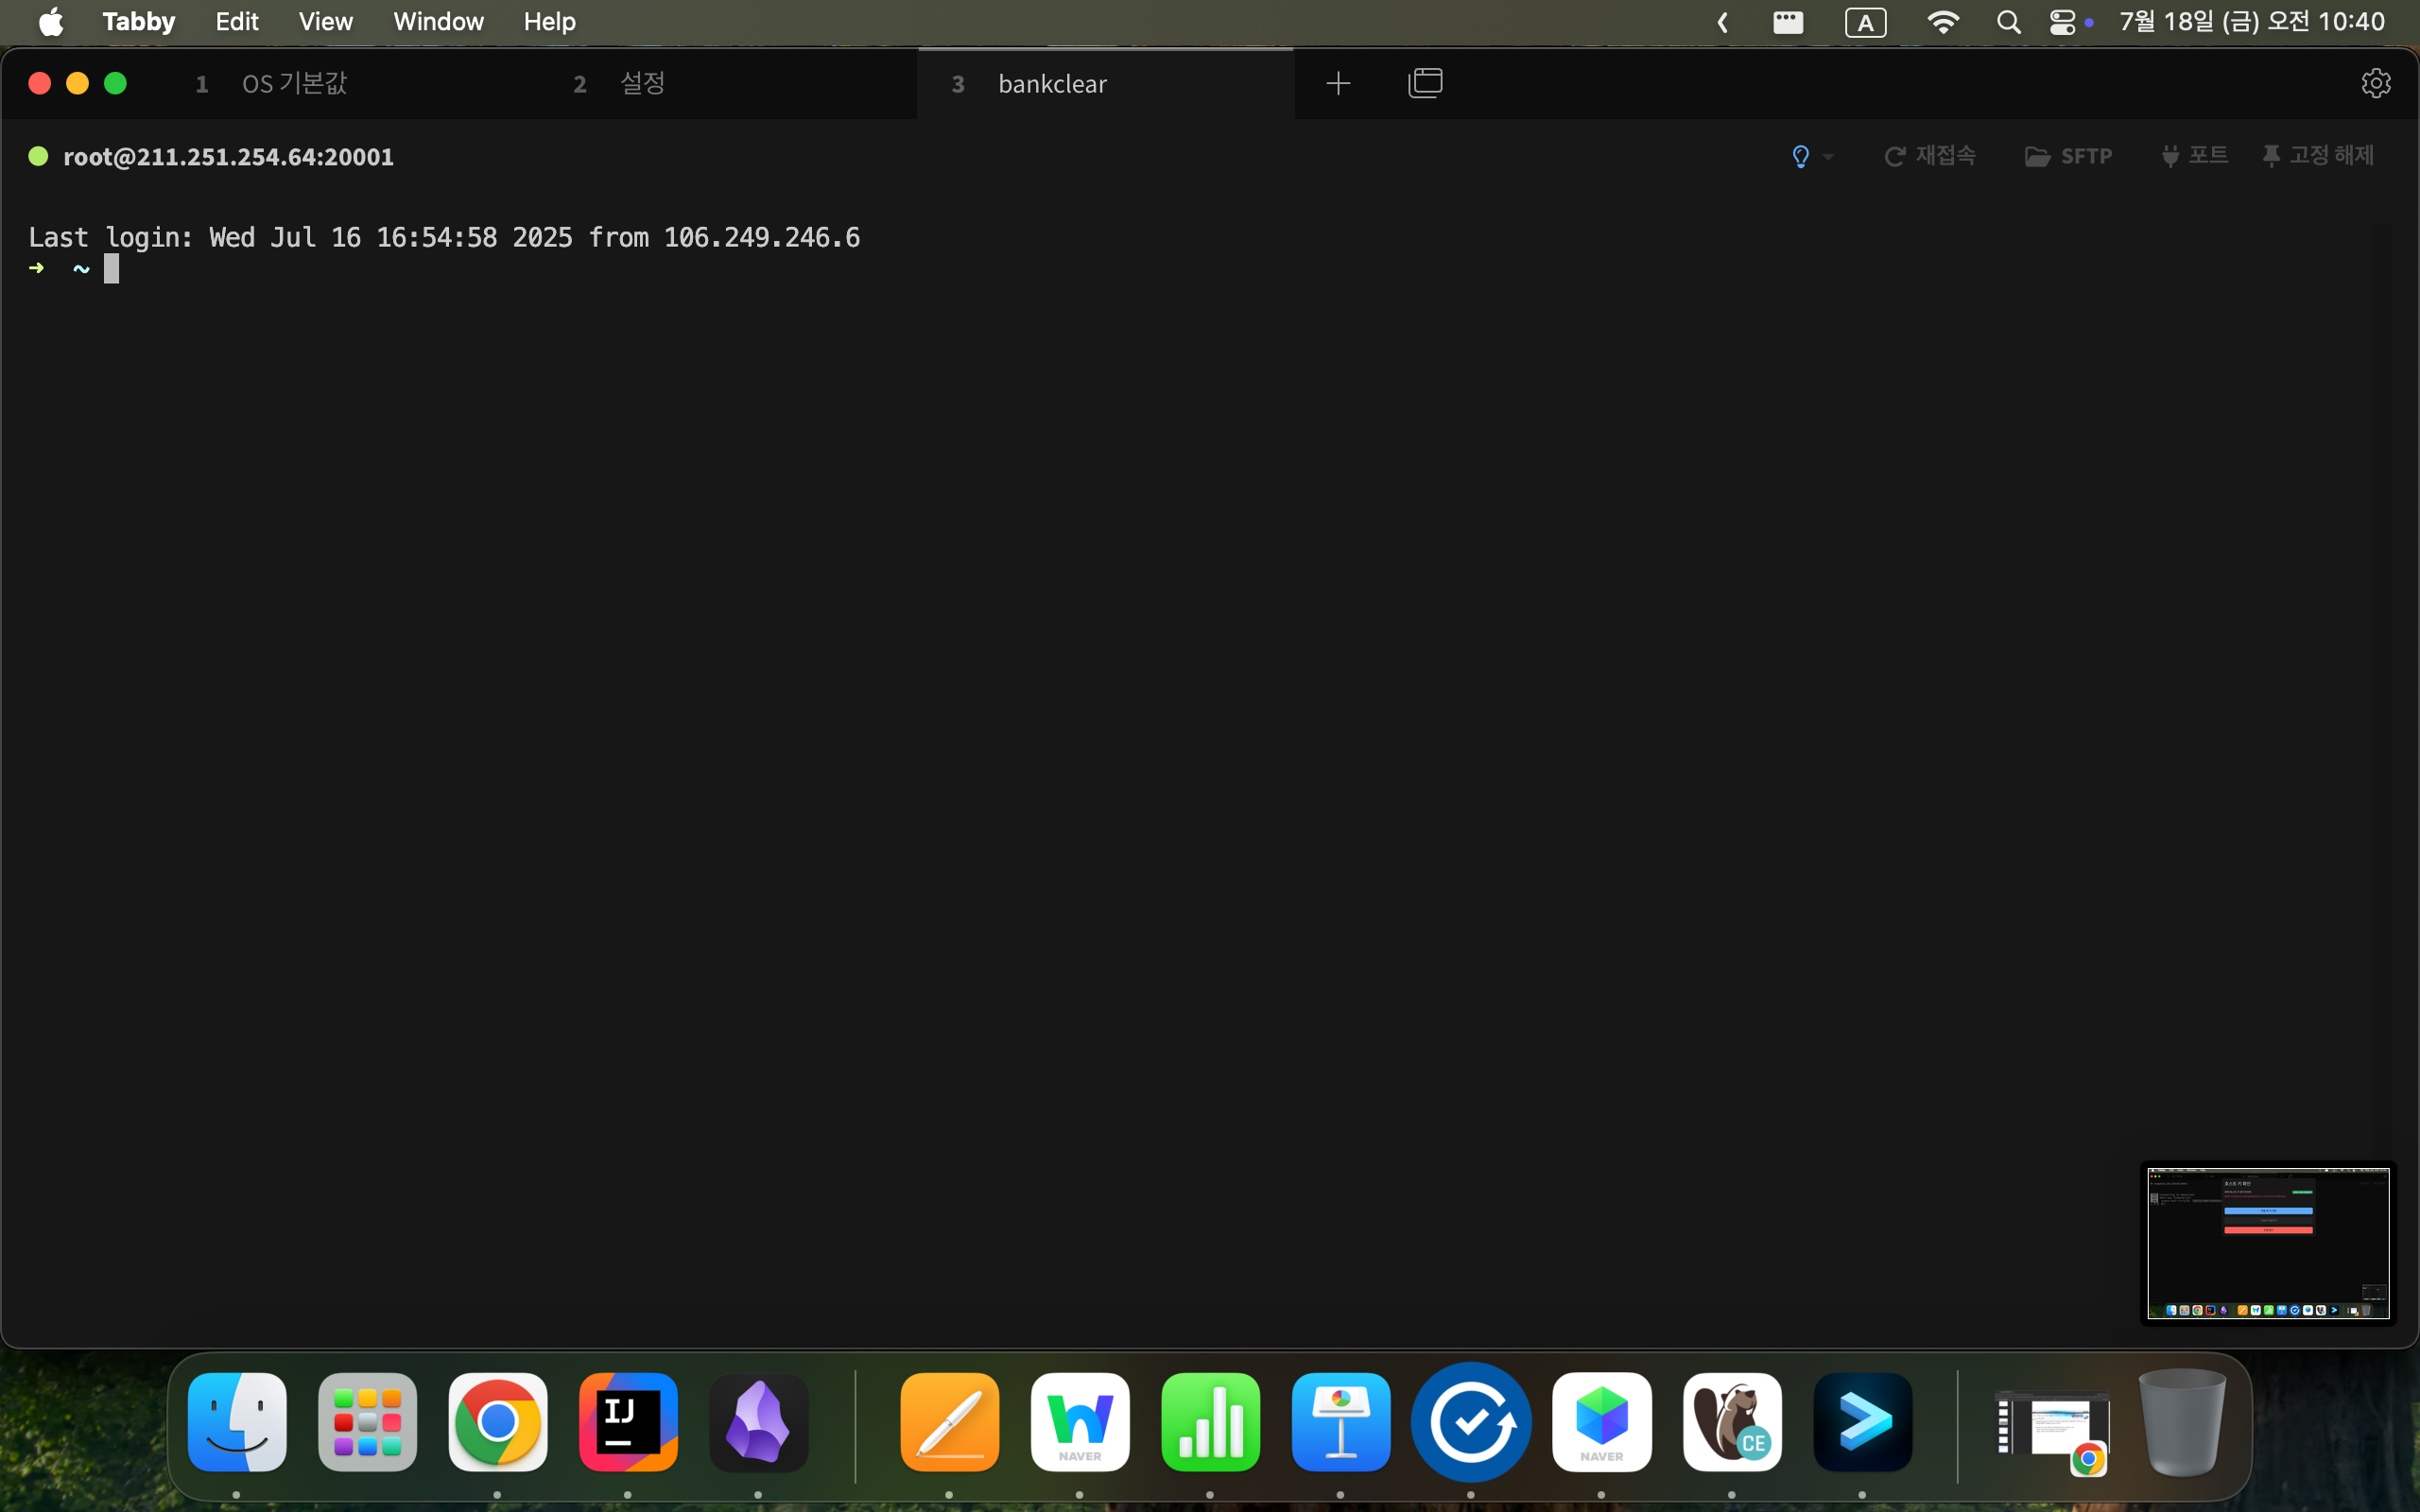 Tabby Edit View Window Help A 7월 18일 (금) 오전 10:40
1 OS 기본값 2 설정 3 bankclear
root@211.251.254.64:20001 재접속 SFTP 포트 고정 해제
Last login: Wed Jul 16 16:54:58 2025 from 106.249.246.6
➜ ~
IJ
NAVER
NAVER
CE